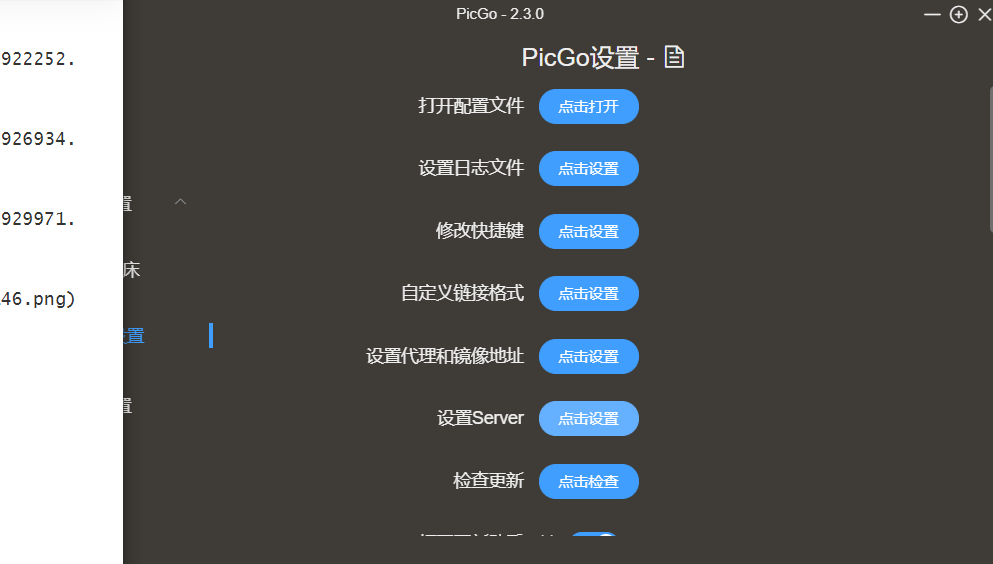 PicGo - 2.3.0
922252.
926934.
929971.
46.png)
置
床
设置
置
PicGo设置 -
打开配置文件 点击打开
设置日志文件 点击设置
修改快捷键 点击设置
自定义链接格式 点击设置
设置代理和镜像地址 点击设置
设置Server 点击设置
检查更新 点击检查